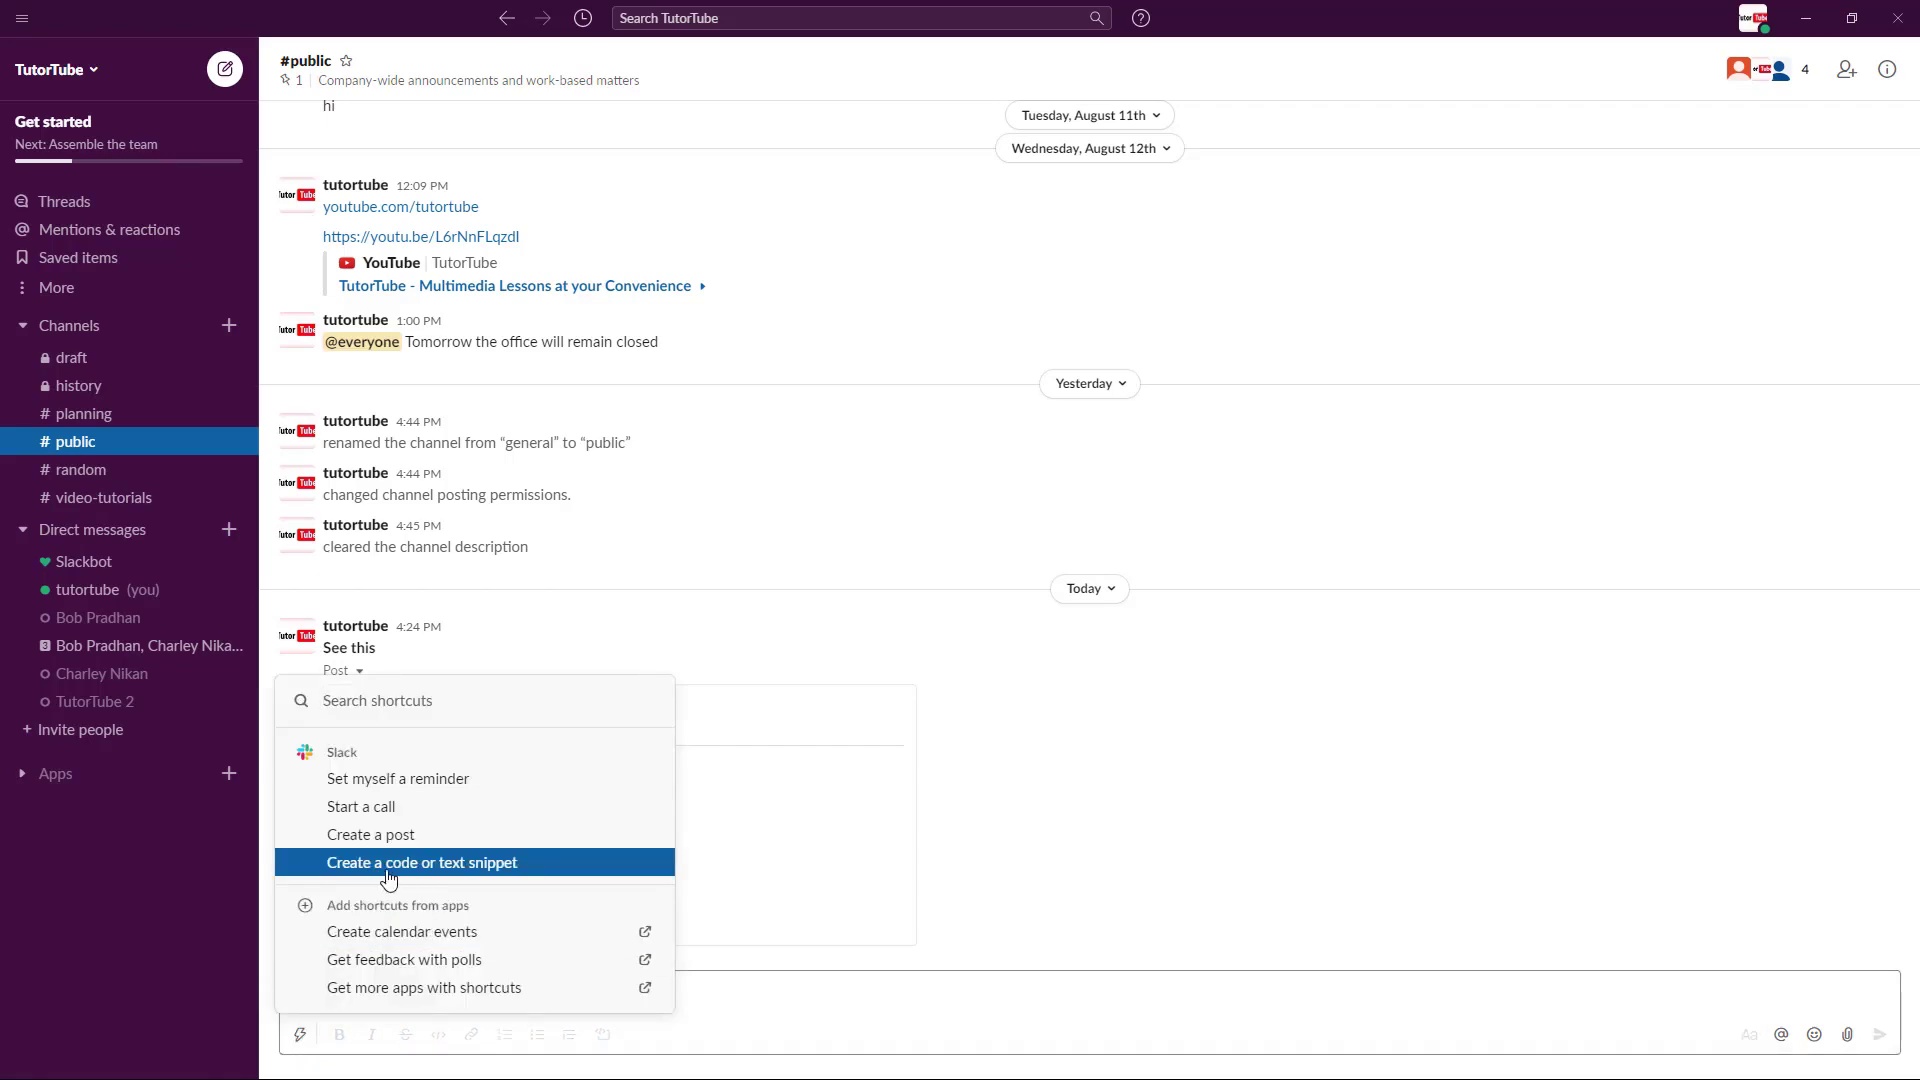 Search TutorTube
TutorTube
Get started
Next: Assemble the team
Threads
Mentions & reactions
Saved items
More
Channels
draft
history
# planning
# public
# random
# video-tutorials
Direct messages
Slackbot
tutortube (you)
Bob Pradhan
3 Bob Pradhan, Charley Nika...
Charley Nikan
TutorTube 2
+ Invite people
Apps
#public
1 Company-wide announcements and work-based matters
4
hi
Tuesday, August 11th
Wednesday, August 12th
tutortube 12:09 PM
youtube.com/tutortube
https://youtu.be/L6rNnFLqzdI
YouTube TutorTube
TutorTube - Multimedia Lessons at your Convenience
tutortube 1:00 PM
@everyone Tomorrow the office will remain closed
Yesterday
tutortube 4:44 PM
renamed the channel from “general” to “public”
tutortube 4:44 PM
changed channel posting permissions.
tutortube 4:45 PM
cleared the channel description
Today
tutortube 4:24 PM
See this
Post
Search shortcuts
Slack
Set myself a reminder
Start a call
Create a post
Create a code or text snippet
Add shortcuts from apps
Create calendar events
Get feedback with polls
Get more apps with shortcuts
B I S
Aa @